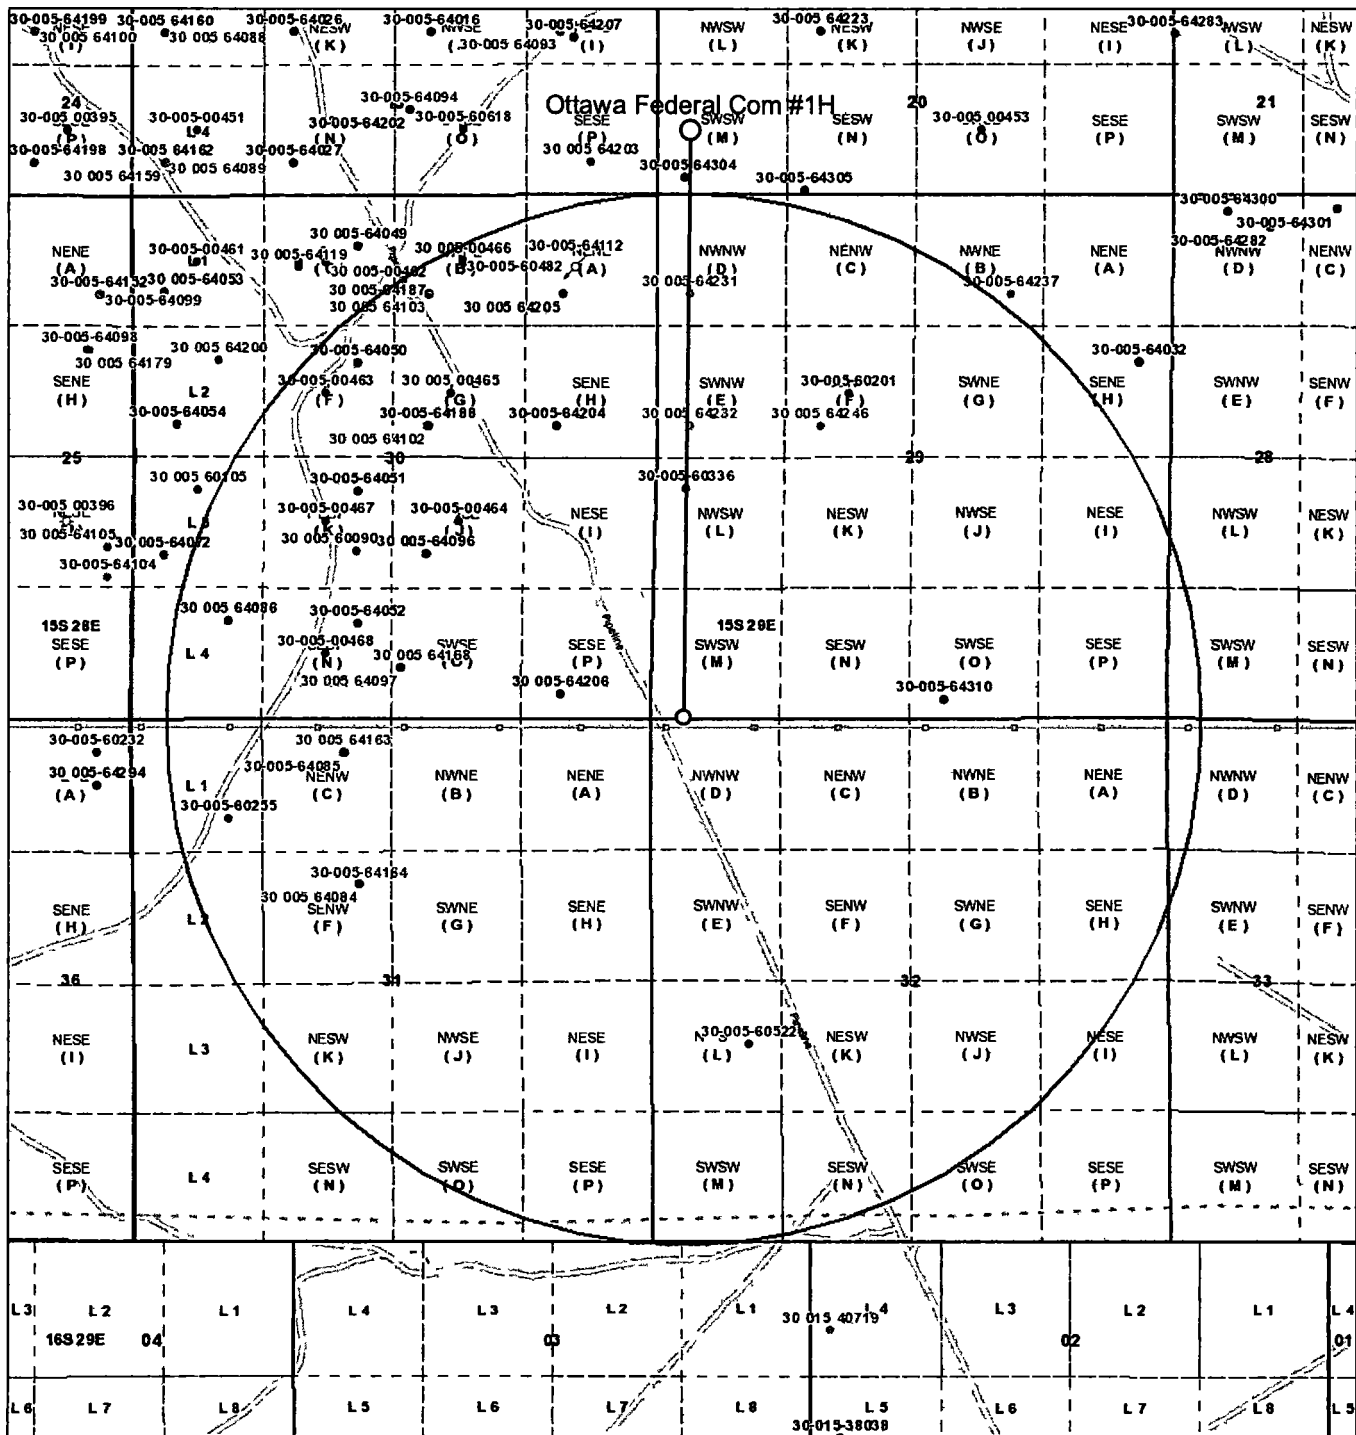 30-005-64199 30-005-64160 30-005-64026 30-005-64016 30-005-64207 30 005 64223 30-005-64283
30 005 64100 30 005 64088 NESW NWSE 30-005 64093 NWSW NESW NWSE NESE NWSW NESW
(I) (K) (I) (L) (K) (J) (I) (L) (K)
24 30-005-64094 Ottawa Federal Com #1H 20 21
30-005 00395 30-005-00451 30-005-64202 30-005-60618 SESE SWSW SESW 30-005 00453 SESE SWSW SESW
(P) L4 (N) (O) (P) (M) (N) (O) (P) (M) (N)
30-005-64198 30-005-64162 30-005-64027 30 005 64203
30 005 64159 30 005 64089 30-005-64304 30-005-64305
30-005-64300
30-005-64301
30 005 64049 30-005-64112 30-005-64282
NENE 30-005-00461 30-005-64119 30 005-00466 NWNW NENW NWNE NENE NWNW NENW
(A) (B) 30-005-60482 (A) (D) (C) (B) (A) (D) (C)
30-005-64053 30-005-64187 30-005-64231 30-005-64237
30-005-64099 30 005 64103 30 005 64205
30-005-64098 30 005 64200 30-005-64050 30-005-64032
30 005 64179
SENE L2 30-005-00463 30 005 00465 SENE SWNW 30-005-60201 SWNE SENE SWNW SENW
(H) (F) (G) (H) (E) (F) (G) (H) (E) (F)
30-005-64054 30-005-64188 30-005-64204 30 005 64232 30 005 64246
30 005 64102
25 30 29 28
30 005 60105 30-005-64051 30-005-60336
30-005 00396 30-005-00467 30-005-00464 NESE NWSW NESW NWSE NESE NWSW NESW
(K) (J) (I) (L) (K) (J) (I) (L) (K)
30 005-64105 30 005 60090 30-005-64096
30-005-64104
30 005 64086 30-005-64052
15S 28E Pipeline 15S 29E
SESE L 4 30-005-00468 SWSE SESE SWSW SESW SWSE SESE SWSW SESW
(P) (N) 30 005 64168 (P) (M) (N) (O) (P) (M) (N)
30 005 64097 30-005-64206 30-005-64310
30-005-60232 30 005 64163
30 005-64294 30-005-64085
(A) L 1 NENW NWNE NENE NWNW NENW NWNE NENE NWNW NENW
(C) (B) (A) (D) (C) (B) (A) (D) (C)
30-005-60255
30-005-64164
30 005 64084
SENE L 2 SENW SWNE SENE SWNW SENW SWNE SENE SWNW SENW
(H) (F) (G) (H) (E) (F) (G) (H) (E) (F)
36 31 32 33
30-005-60522
NESE L3 NESW NWSE NESE NESW NWSE NESE NWSW NESW
(I) (K) (J) (I) (L) (K) (J) (I) (L) (K)
SESE L4 SESW SWSE SESE SWSW SESW SWSE SESE SWSW SESW
(P) (N) (O) (P) (M) (N) (O) (P) (M) (N)
L3 L2 L1 L4 L3 L2 L1 L4 L3 L2 L1 L4
30 015 40719
16S 29E 04 03 02 01
L6 L7 L8 L5 L6 L7 L8 L5 L6 L7 L8 L5
30-015-38038